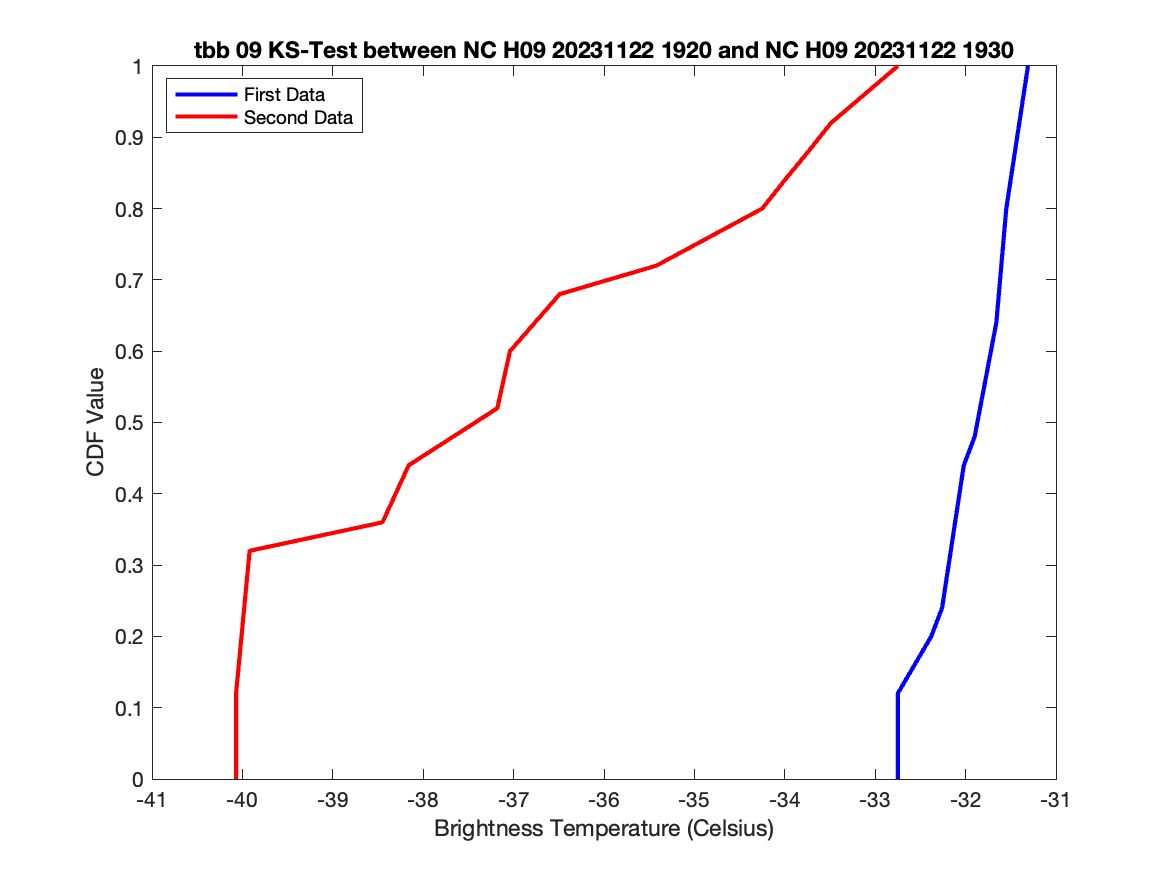 tbb 09 KS-Test between NC H09 20231122 1920 and NC H09 20231122 1930
First Data
Second Data
1
0.9
0.8
0.7
0.6
0.5
0.4
0.3
0.2
0.1
0
CDF Value
-41 -40 -39 -38 -37 -36 -35 -34 -33 -32 -31
Brightness Temperature (Celsius)